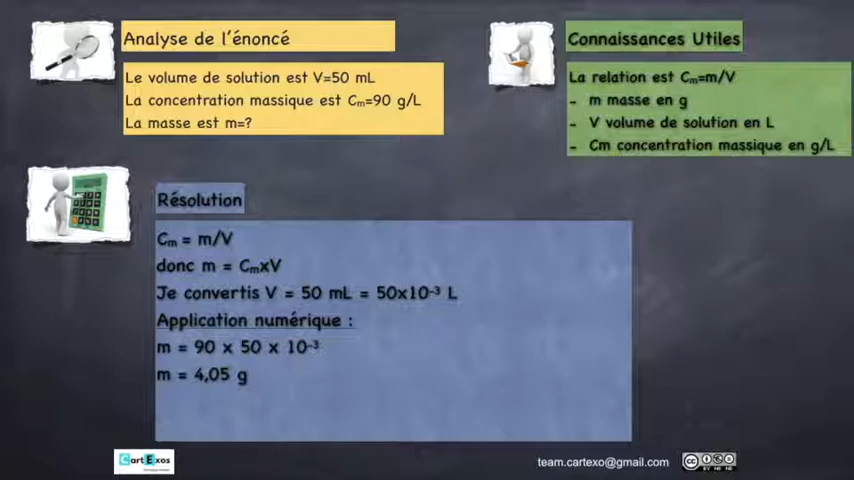 Analyse de l'énoncé
Le volume de solution est V=50 mL
La concentration massique est Cₘ=90 g/L
La masse est m=?
Connaissances Utiles
La relation est Cₘ=m/V
- m masse en g
- V volume de solution en L
- Cm concentration massique en g/L
Résolution
Cₘ = m/V
donc m = CₘxV
Je convertis V = 50 mL = 50x10⁻³ L
Application numérique :
m = 90 x 50 x 10⁻³
m = 4,05 g
CartExos
team.cartexo@gmail.com